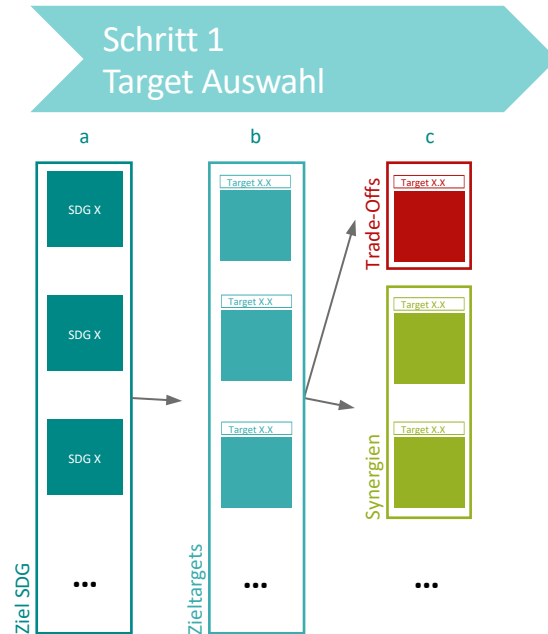 Schritt 1
Target Auswahl
a
b
c
Ziel SDG
SDG X
SDG X
SDG X
...
Zieltargets
Target X.X
Target X.X
Target X.X
...
Trade-Offs
Target X.X
Synergien
Target X.X
Target X.X
...